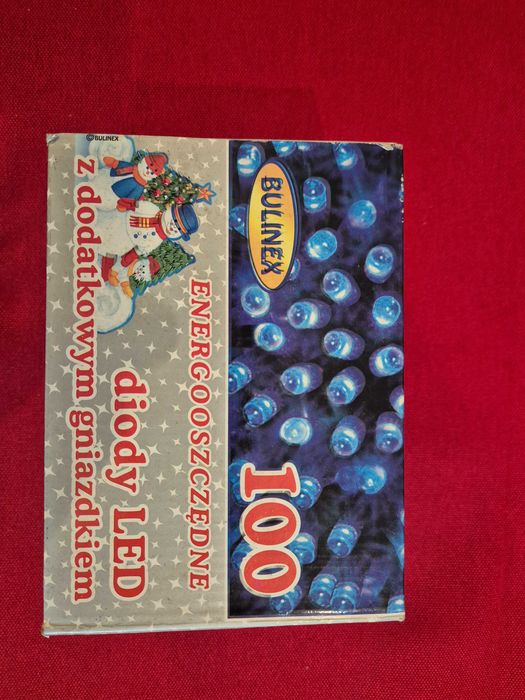 BULINEX
100
ENERGOOSZCZĘDNE
diody LED
z dodatkowym gniazdkiem
©BULINEX